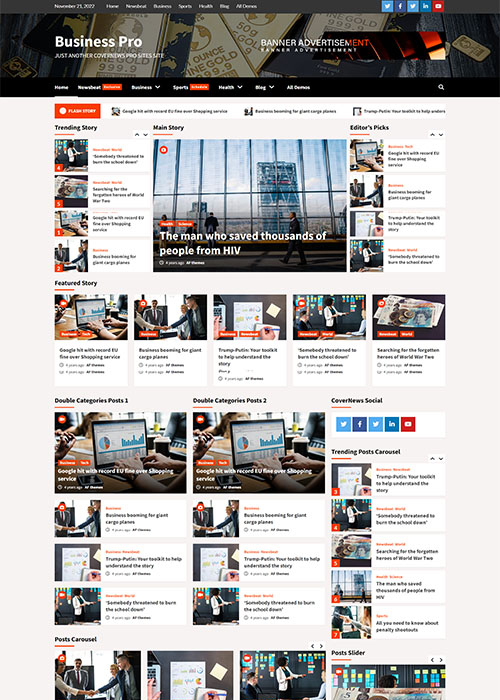 November 21, 2022 Home Newsbeat Business Sports Health Blog All Demos
Business Pro
JUST ANOTHER COVERNEWS PRO SITES SITE
BANNER ADVERTISEMENT
BANNER ADVERTISEMENT
Home Newsbeat Exclusive Business Sports Schedule Health Blog All Demos
FLASH STORY Google hit with record EU fine over Shopping service Business booming for giant cargo planes Trump-Putin: Your toolkit to help
Trending Story
Newsbeat World
'Somebody threatened to
burn the school down'
4
Newsbeat World
Searching for the
forgotten heroes of World
War Two
5
Google hit with record EU
fine over Shopping
service
1
Business
Business booming for
giant cargo planes
2
Main Story
Health Science
The man who saved thousands of
people from HIV
4 years ago AF themes
Editor's Picks
Business Tech
Google hit with record EU
fine over Shopping
service
Business
Business booming for
giant cargo planes
Trump-Putin: Your toolkit
to help understand the
story
Newsbeat World
'Somebody threatened to
burn the school down'
Featured Story
Business Tech
Google hit with record EU
fine over Shopping service
4 years ago AF themes
Business
Business booming for giant
cargo planes
4 years ago AF themes
Business Newsbeat
Trump-Putin: Your toolkit
to help understand the
story
4 years ago AF themes
Newsbeat World
'Somebody threatened to
burn the school down'
4 years ago AF themes
Newsbeat World
Searching for the forgotten
heroes of World War Two
4 years ago AF themes
Double Categories Posts 1
Business Tech
Google hit with record EU fine over Shopping
service
4 years ago AF themes
Business
Business booming for giant
cargo planes
4 years ago AF themes
Business Newsbeat
Trump-Putin: Your toolkit to help
understand the story
4 years ago AF themes
Newsbeat World
'Somebody threatened to burn
the school down'
4 years ago AF themes
Double Categories Posts 2
Business Tech
Google hit with record EU fine over Shopping
service
4 years ago AF themes
Business
Business booming for giant
cargo planes
4 years ago AF themes
Business Newsbeat
Trump-Putin: Your toolkit to help
understand the story
4 years ago AF themes
Newsbeat World
'Somebody threatened to burn
the school down'
4 years ago AF themes
CoverNews Social
Trending Posts Carousel
Business Newsbeat
Trump-Putin: Your toolkit
to help understand the
story
3
Newsbeat World
'Somebody threatened to
burn the school down'
4
Newsbeat World
Searching for the
forgotten heroes of World
War Two
5
Health Science
The man who saved
thousands of people from
HIV
6
Sports
All you need to know about
penalty shootouts
7
Posts Carousel
Posts Slider